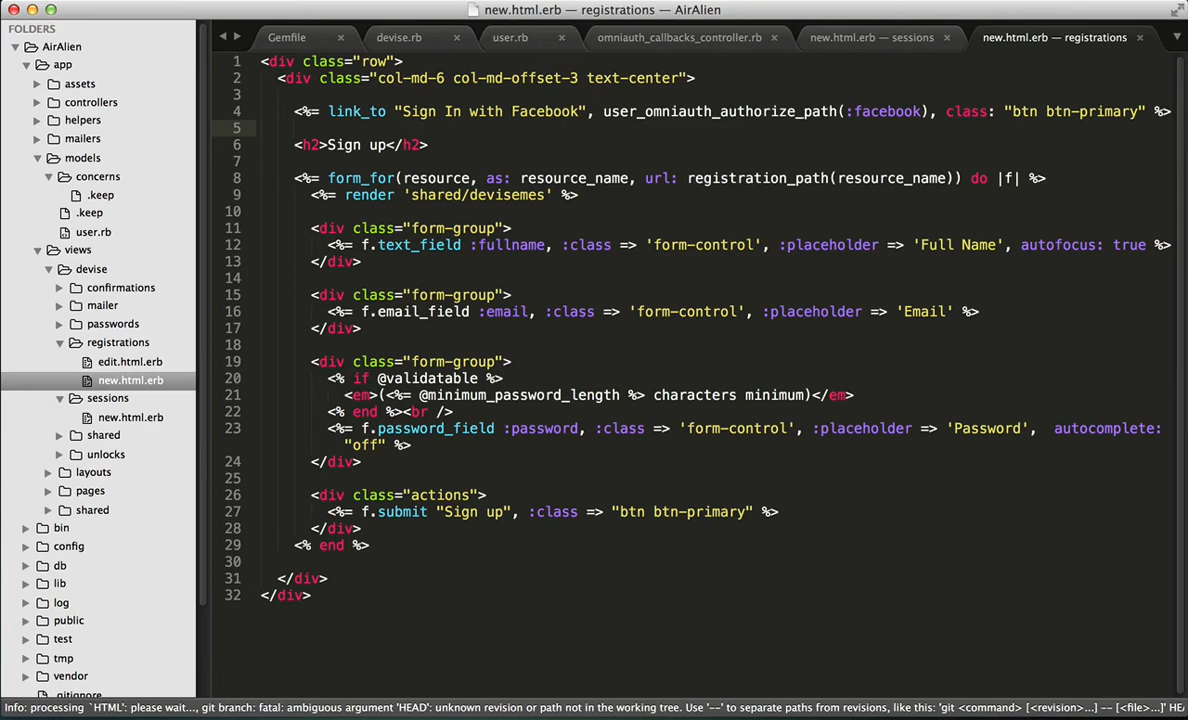 new.html.erb — registrations — AirAlien
FOLDERS
AirAlien
app
assets
controllers
helpers
mailers
models
concerns
.keep
.keep
user.rb
views
devise
confirmations
mailer
passwords
registrations
edit.html.erb
new.html.erb
sessions
new.html.erb
shared
unlocks
layouts
pages
shared
bin
config
db
lib
log
public
test
tmp
vendor
.gitignore
Gemfile × devise.rb × user.rb × omniauth_callbacks_controller.rb × new.html.erb — sessions × new.html.erb — registrations ×
1 <div class="row">
2 <div class="col-md-6 col-md-offset-3 text-center">
3
4 <%= link_to "Sign In with Facebook", user_omniauth_authorize_path(:facebook), class: "btn btn-primary" %>
5
6 <h2>Sign up</h2>
7
8 <%= form_for(resource, as: resource_name, url: registration_path(resource_name)) do |f| %>
9 <%= render 'shared/devisemes' %>
10
11 <div class="form-group">
12 <%= f.text_field :fullname, :class => 'form-control', :placeholder => 'Full Name', autofocus: true %>
13 </div>
14
15 <div class="form-group">
16 <%= f.email_field :email, :class => 'form-control', :placeholder => 'Email' %>
17 </div>
18
19 <div class="form-group">
20 <% if @validatable %>
21 <em>(<%= @minimum_password_length %> characters minimum)</em>
22 <% end %><br />
23 <%= f.password_field :password, :class => 'form-control', :placeholder => 'Password', autocomplete:
"off" %>
24 </div>
25
26 <div class="actions">
27 <%= f.submit "Sign up", :class => "btn btn-primary" %>
28 </div>
29 <% end %>
30
31 </div>
32 </div>
Info: processing `HTML': please wait..., git branch: fatal: ambiguous argument 'HEAD': unknown revision or path not in the working tree. Use '--' to separate paths from revisions, like this: 'git <command> [<revision>...] -- [<file>...]' HEA